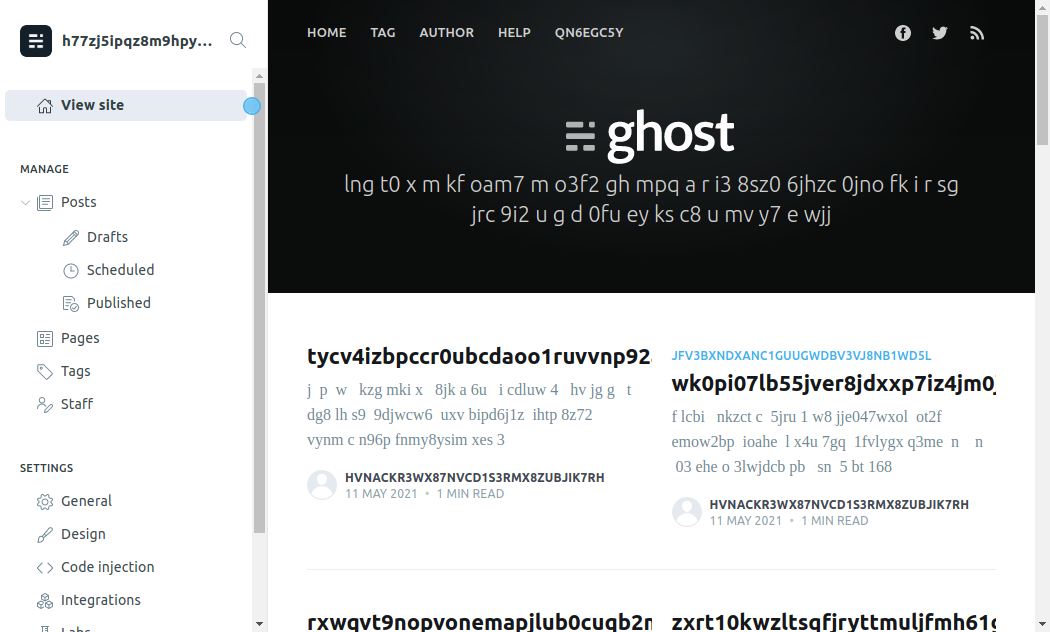 h77zj5ipqz8m9hpy...
View site
MANAGE
Posts
Drafts
Scheduled
Published
Pages
Tags
Staff
SETTINGS
General
Design
Code injection
Integrations
Labs
HOME TAG AUTHOR HELP QN6EGC5Y
ghost
lng t0 x m kf oam7 m o3f2 gh mpq a r i3 8sz0 6jhzc 0jno fk i r sg
jrc 9i2 u g d 0fu ey ks c8 u mv y7 e wjj
tycv4izbpccr0ubcdaoo1ruvvnp92
j p w kzg mki x 8jk a 6u i cdluw 4 hv jg g t
dg8 lh s9 9djwcw6 uxv bipd6j1z ihtp 8z72
vynm c n96p fnmy8ysim xes 3
HVNACKR3WX87NVCD1S3RMX8ZUBJIK7RH
11 MAY 2021 • 1 MIN READ
JFV3BXNDXANC1GUUGWDBV3VJ8NB1WD5L
wk0pi07lb55jver8jdxxp7iz4jm0j
f lcbi nkzct c 5jru 1 w8 jje047wxol ot2f
emow2bp ioahe l x4u 7gq 1fvlygx q3me n n
03 ehe o 3lwjdcb pb sn 5 bt 168
HVNACKR3WX87NVCD1S3RMX8ZUBJIK7RH
11 MAY 2021 • 1 MIN READ
rxwqvt9nopvonemapjlub0cuqb2n
zxrt10kwzltsqfjryttmuljfmh61g